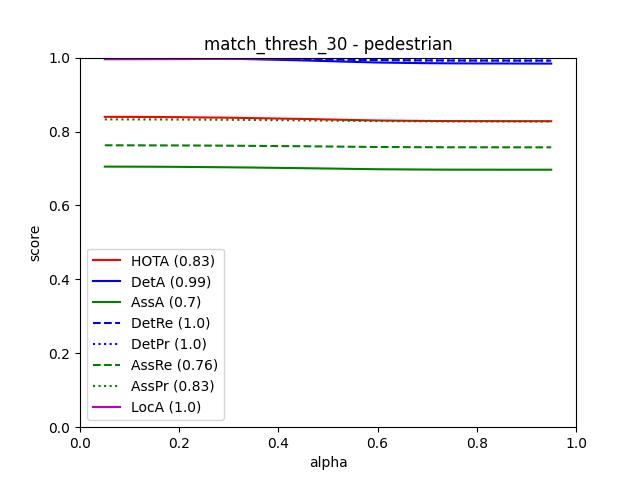 match_thresh_30 - pedestrian
1.0
0.8
0.6
0.4
0.2
0.0
score
HOTA (0.83)
DetA (0.99)
AssA (0.7)
DetRe (1.0)
DetPr (1.0)
AssRe (0.76)
AssPr (0.83)
LocA (1.0)
0.0 0.2 0.4 0.6 0.8 1.0
alpha